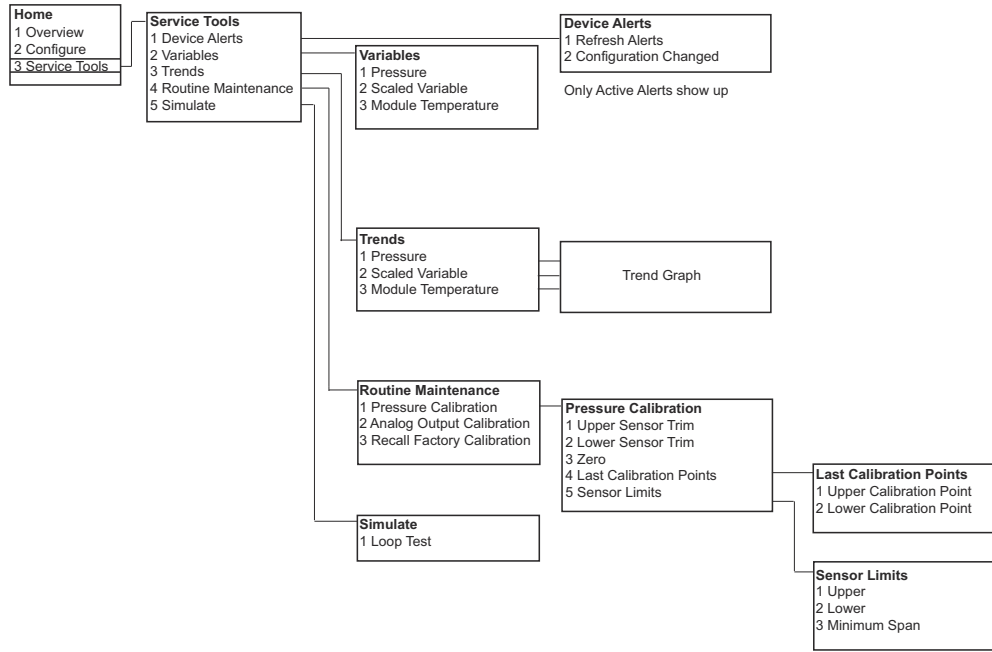 Home
1 Overview
2 Configure
3 Service Tools
Service Tools
1 Device Alerts
2 Variables
3 Trends
4 Routine Maintenance
5 Simulate
Variables
1 Pressure
2 Scaled Variable
3 Module Temperature
Device Alerts
1 Refresh Alerts
2 Configuration Changed
Only Active Alerts show up
Trends
1 Pressure
2 Scaled Variable
3 Module Temperature
Trend Graph
Routine Maintenance
1 Pressure Calibration
2 Analog Output Calibration
3 Recall Factory Calibration
Pressure Calibration
1 Upper Sensor Trim
2 Lower Sensor Trim
3 Zero
4 Last Calibration Points
5 Sensor Limits
Last Calibration Points
1 Upper Calibration Point
2 Lower Calibration Point
Simulate
1 Loop Test
Sensor Limits
1 Upper
2 Lower
3 Minimum Span